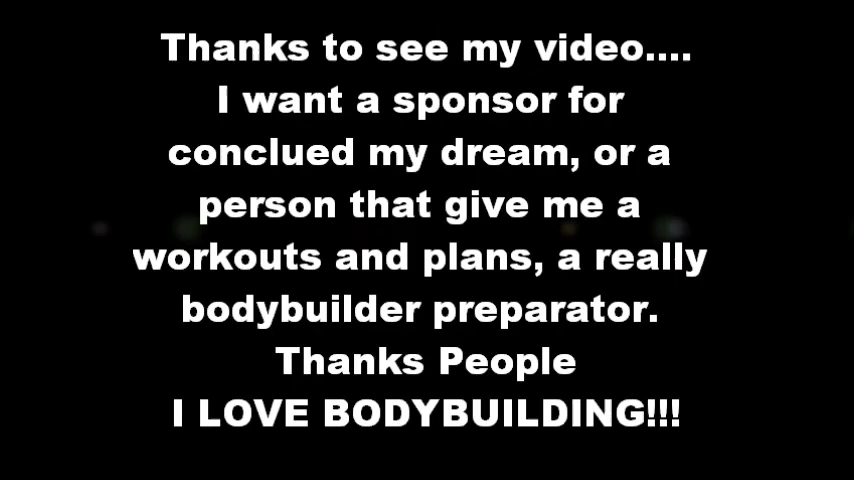 Thanks to see my video....
I want a sponsor for
conclued my dream, or a
person that give me a
workouts and plans, a really
bodybuilder preparator.
Thanks People
I LOVE BODYBUILDING!!!